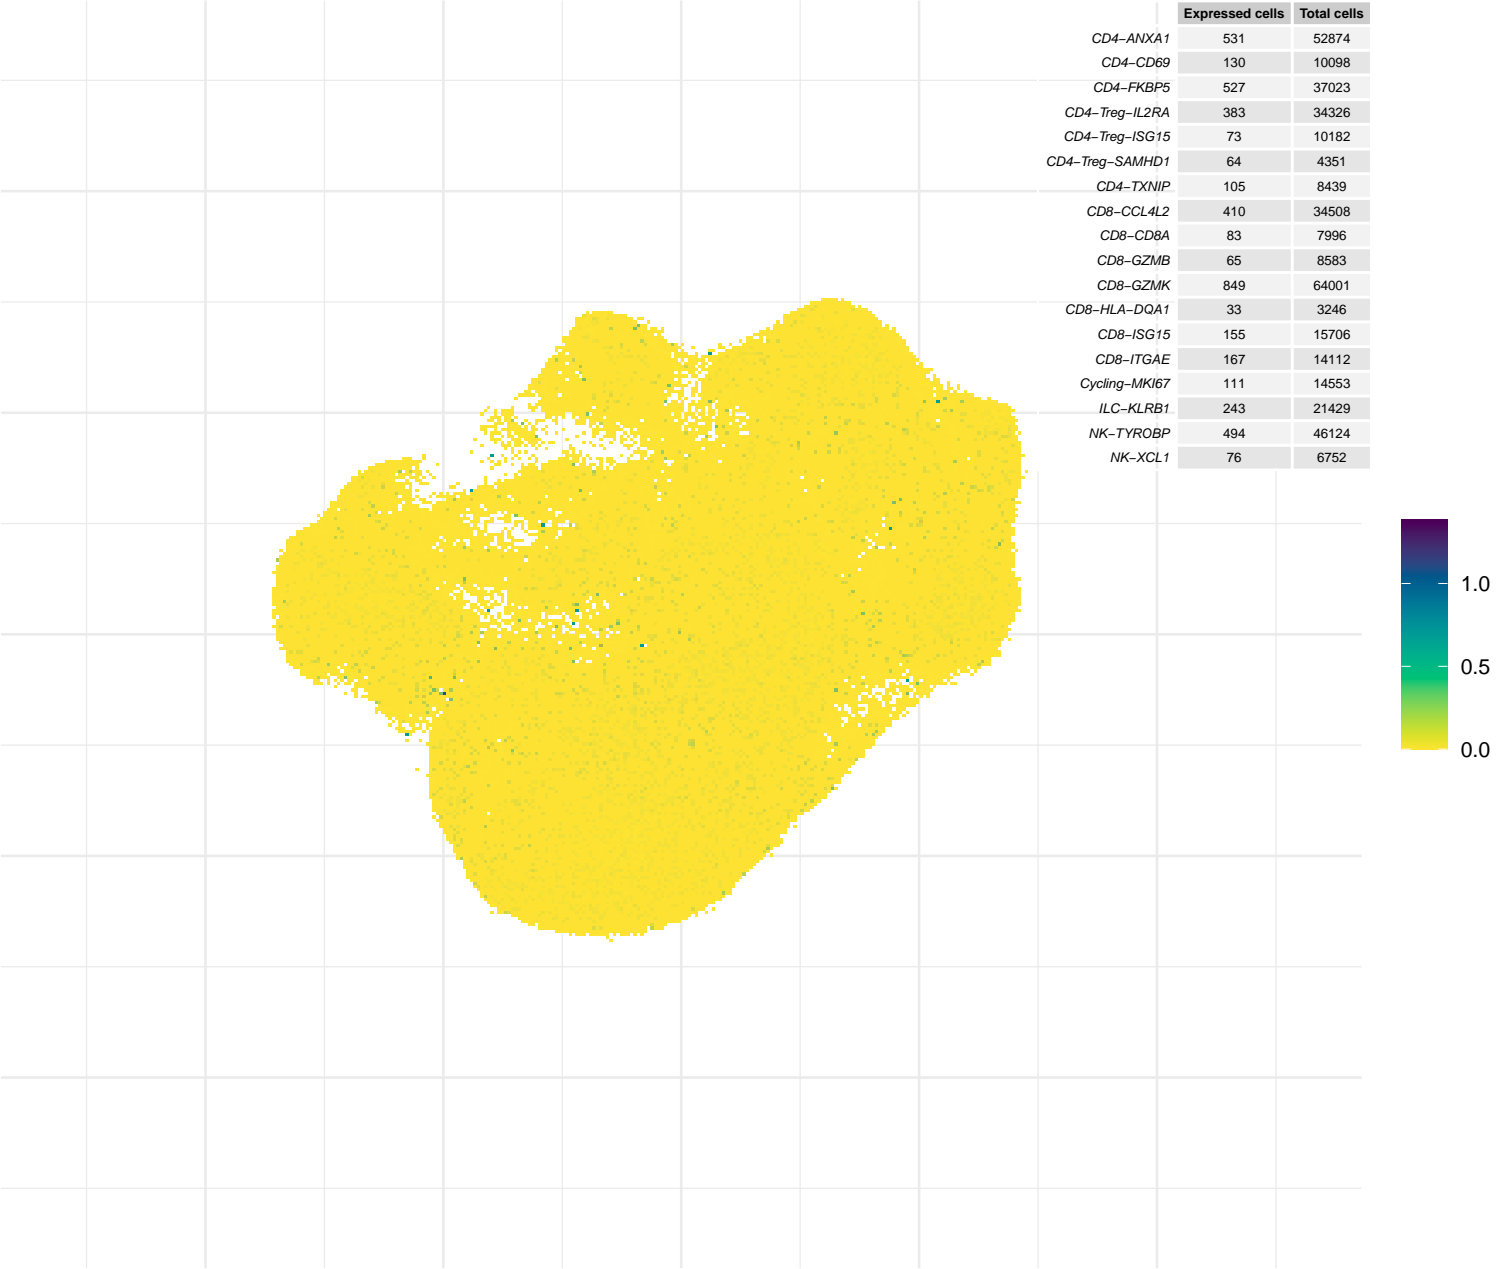 Expressed cells Total cells
CD4−ANXA1 531 52874
CD4−CD69 130 10098
CD4−FKBP5 527 37023
CD4−Treg−IL2RA 383 34326
CD4−Treg−ISG15 73 10182
CD4−Treg−SAMHD1 64 4351
CD4−TXNIP 105 8439
CD8−CCL4L2 410 34508
CD8−CD8A 83 7996
CD8−GZMB 65 8583
CD8−GZMK 849 64001
CD8−HLA−DQA1 33 3246
CD8−ISG15 155 15706
CD8−ITGAE 167 14112
Cycling−MKI67 111 14553
ILC−KLRB1 243 21429
NK−TYROBP 494 46124
NK−XCL1 76 6752
1.0
0.5
0.0